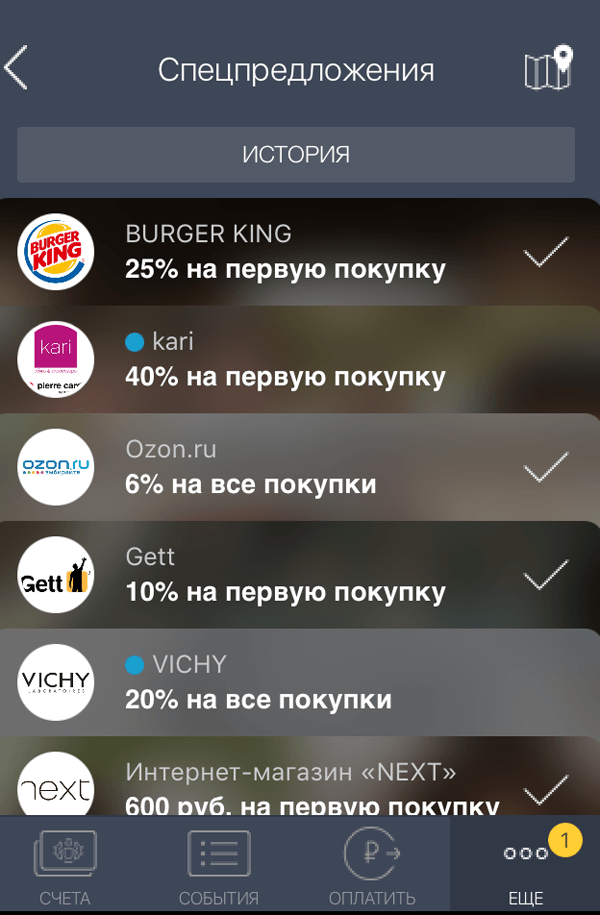 Спецпредложения
ИСТОРИЯ
BURGER KING
BURGER
KING
25% на первую покупку
kari
kari
40% на первую покупку
pierre car
Ozon.ru
ozon.ru
6% на все покупки
Gett
Gett
10% на первую покупку
VICHY
VICHY
LABORATOIRES
20% на все покупки
Интернет-магазин «NEXT»
next
600 руб. на первую покупку
1
СЧЕТА
СОБЫТИЯ
ОПЛАТИТЬ
ЕЩЕ